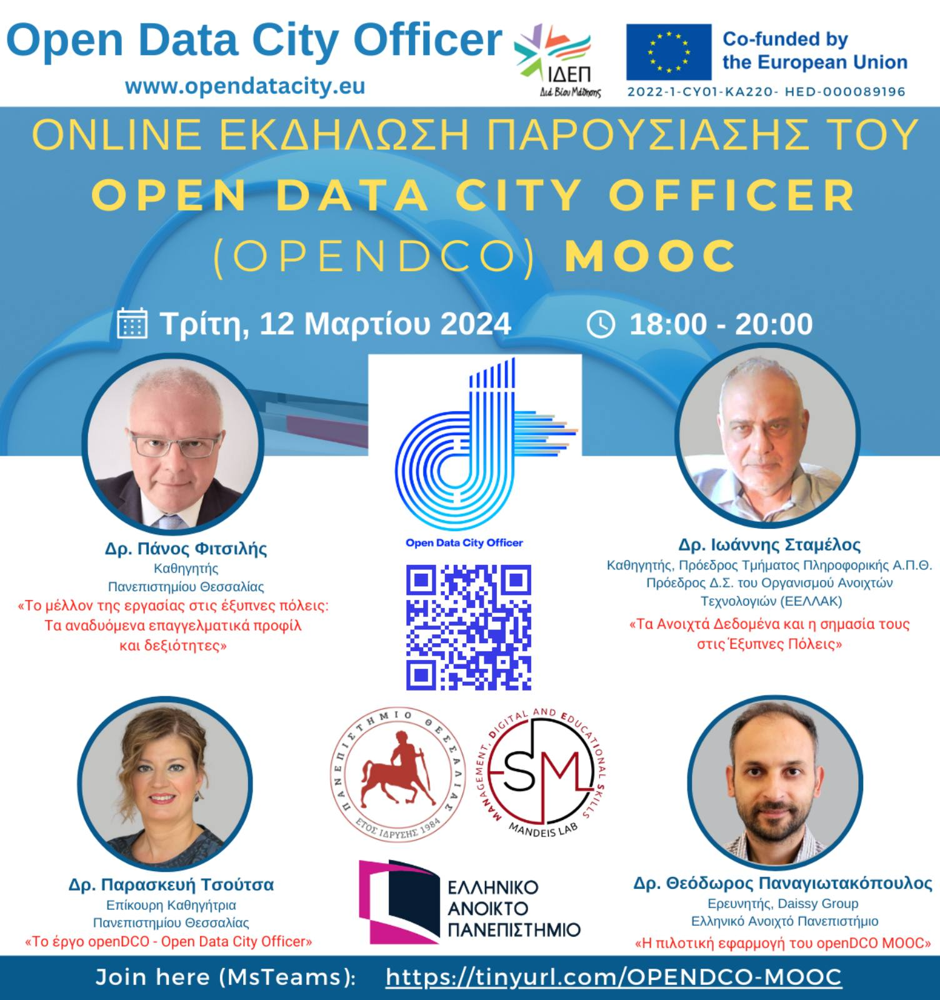 Open Data City Officer
www.opendatacity.eu
ΙΔΕΠ
Διά Βίου Μάθησης
Co-funded by
the European Union
2022-1-CY01-KA220- HED-000089196
ONLINE ΕΚΔΗΛΩΣΗ ΠΑΡΟΥΣΙΑΣΗΣ ΤΟΥ
OPEN DATA CITY OFFICER
(OPENDCO) MOOC
Τρίτη, 12 Μαρτίου 2024
18:00 - 20:00
Open Data City Officer
Δρ. Πάνος Φιτσιλής
Καθηγητής
Πανεπιστημίου Θεσσαλίας
«Το μέλλον της εργασίας στις έξυπνες πόλεις:
Τα αναδυόμενα επαγγελματικά προφίλ
και δεξιότητες»
Δρ. Ιωάννης Σταμέλος
Καθηγητής, Πρόεδρος Τμήματος Πληροφορικής Α.Π.Θ.
Πρόεδρος Δ.Σ. του Οργανισμού Ανοιχτών
Τεχνολογιών (ΕΕΛΛΑΚ)
«Τα Ανοιχτά Δεδομένα και η σημασία τους
στις Έξυπνες Πόλεις»
ΠΑΝΕΠΙΣΤΗΜΙΟ ΘΕΣΣΑΛΙΑΣ
ΕΤΟΣ ΙΔΡΥΣΗΣ 1984
MANAGEMENT, DIGITAL AND EDUCATIONAL SKILLS
ESML
MANDEIS LAB
ΕΛΛΗΝΙΚΟ
ΑΝΟΙΚΤΟ
ΠΑΝΕΠΙΣΤΗΜΙΟ
Δρ. Παρασκευή Τσούτσα
Επίκουρη Καθηγήτρια
Πανεπιστημίου Θεσσαλίας
«Το έργο openDCO - Open Data City Officer»
Δρ. Θεόδωρος Παναγιωτακόπουλος
Ερευνητής, Daissy Group
Ελληνικό Ανοιχτό Πανεπιστήμιο
«Η πιλοτική εφαρμογή του openDCO MOOC»
Join here (MsTeams): https://tinyurl.com/OPENDCO-MOOC